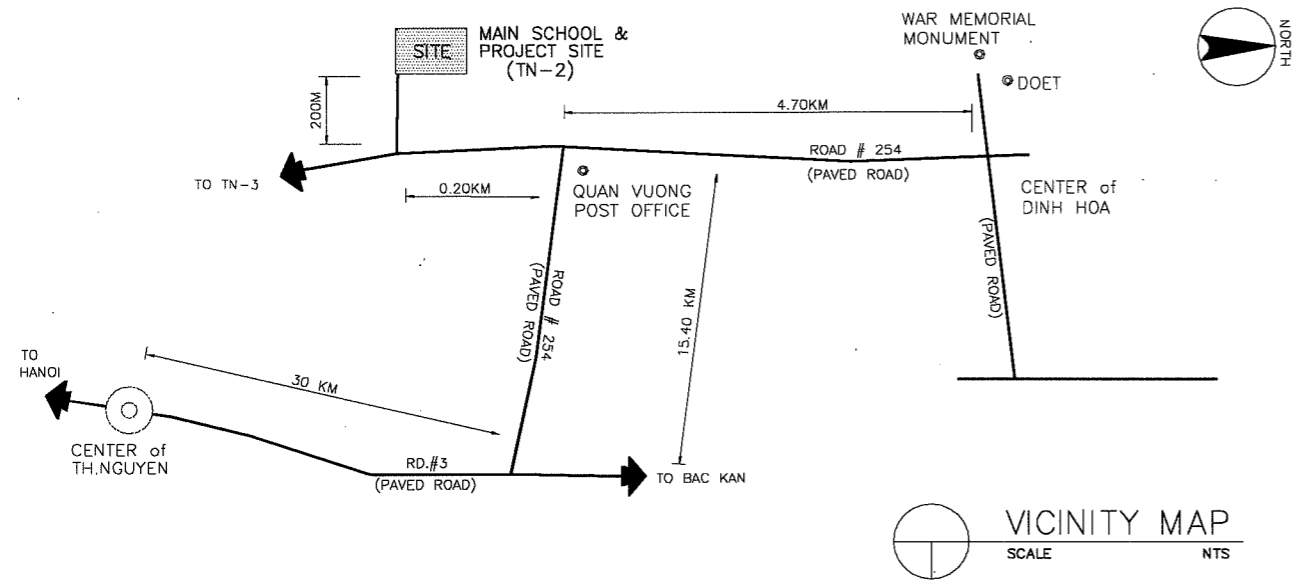 WAR MEMORIAL
MONUMENT
NORTH
SITE
MAIN SCHOOL &
PROJECT SITE
(TN-2)
DOET
200M
4.70KM
ROAD # 254
(PAVED ROAD)
TO TN-3
0.20KM
QUAN VUONG
POST OFFICE
CENTER of
DINH HOA
(PAVED ROAD)
ROAD # 254
(PAVED ROAD)
15.40 KM
TO
HANOI
30 KM
CENTER of
TH.NGUYEN
RD.#3
(PAVED ROAD)
TO BAC KAN
VICINITY MAP
SCALE NTS